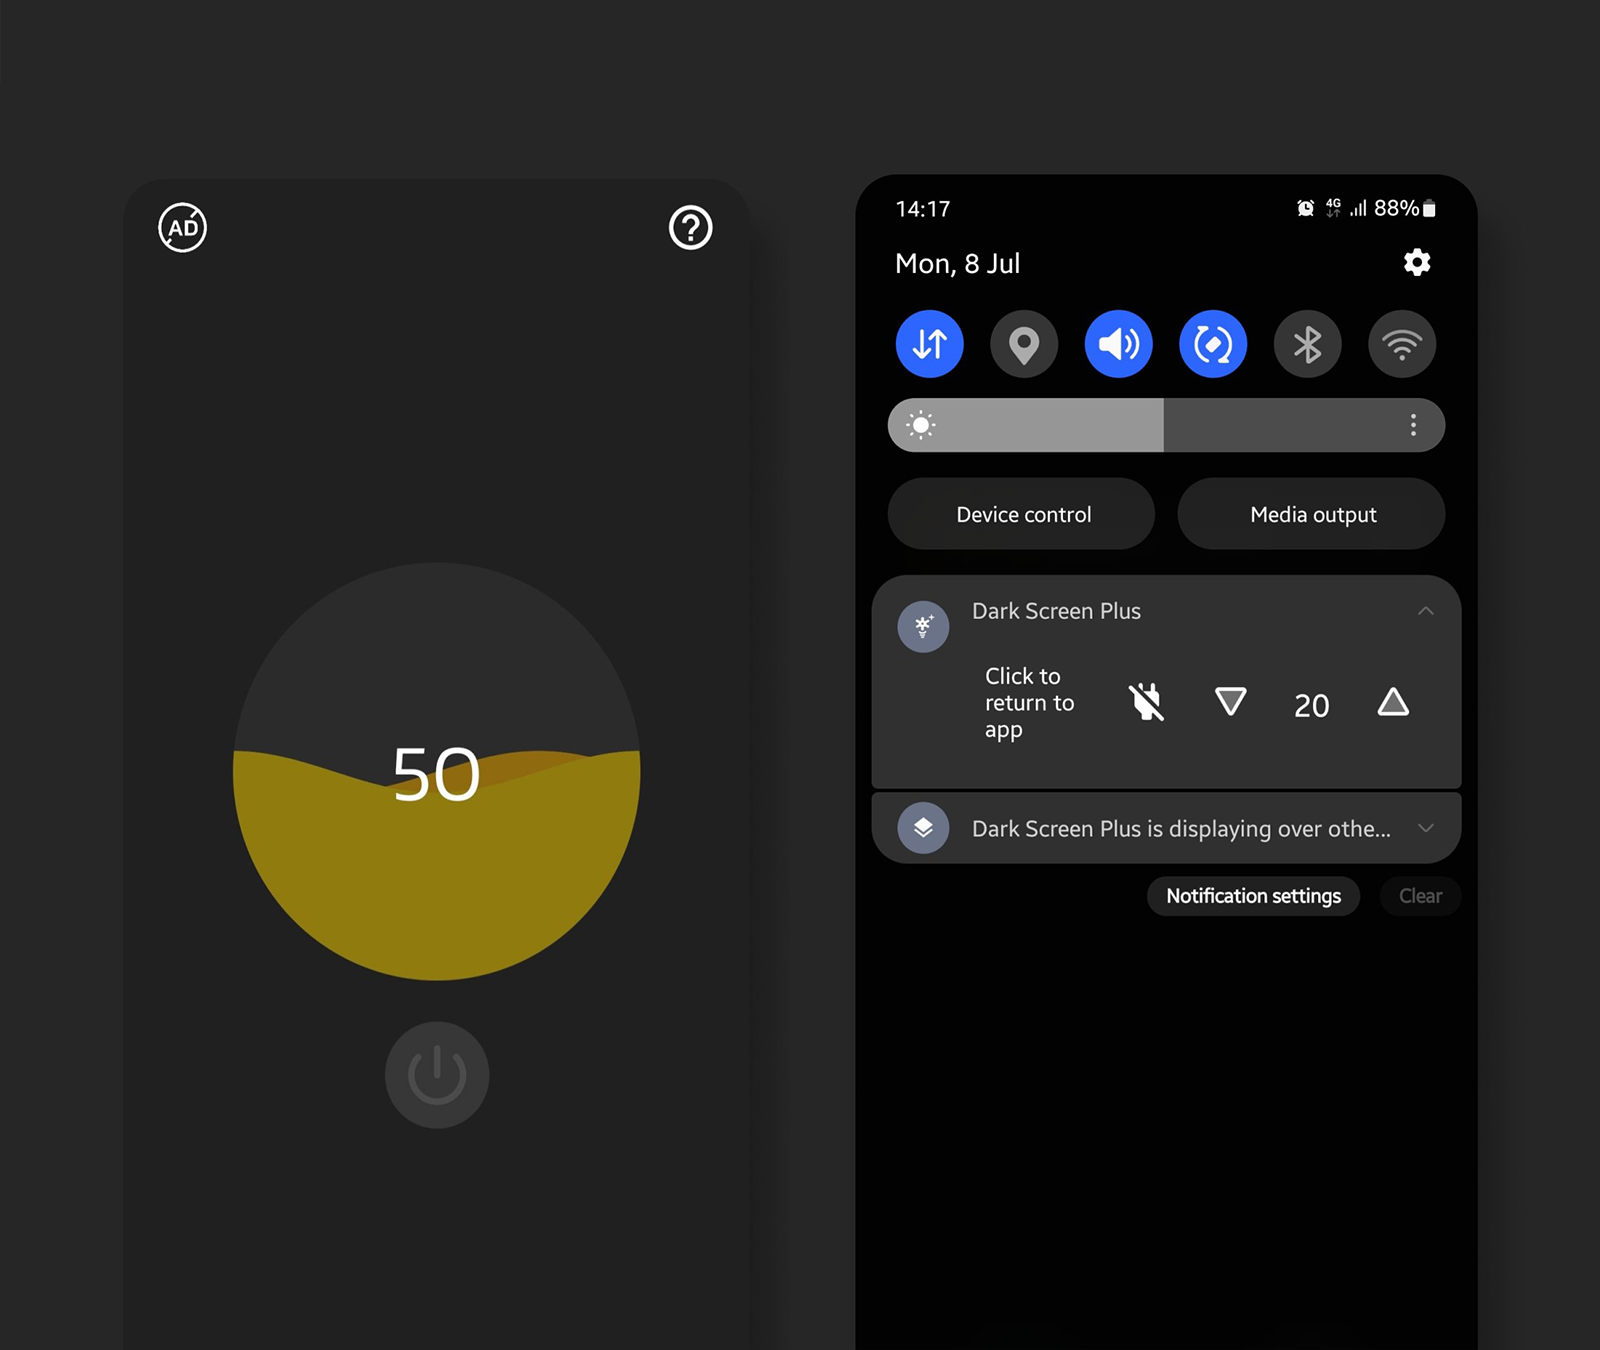 AD
?
50
14:17
4G
88%
Mon, 8 Jul
Device control
Media output
Dark Screen Plus
Click to
return to
app
20
Dark Screen Plus is displaying over othe...
Notification settings
Clear